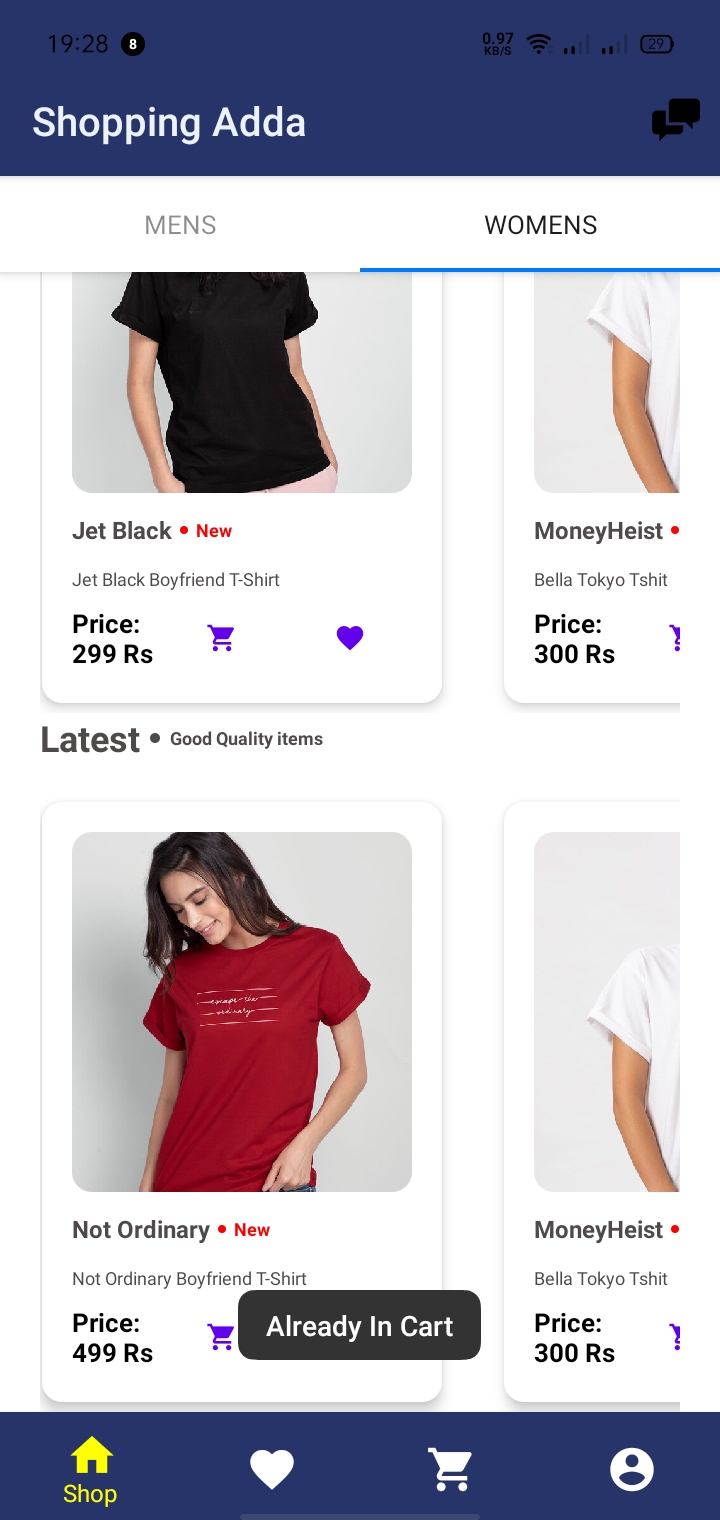 19:28 8 0.97 KB/S 29
Shopping Adda
MENS WOMENS
Jet Black • New
Jet Black Boyfriend T-Shirt
Price:
299 Rs
MoneyHeist •
Bella Tokyo Tshit
Price:
300 Rs
Latest • Good Quality items
escape the
ordinary
Not Ordinary • New
Not Ordinary Boyfriend T-Shirt
Price:
499 Rs
MoneyHeist •
Bella Tokyo Tshit
Price:
300 Rs
Already In Cart
Shop